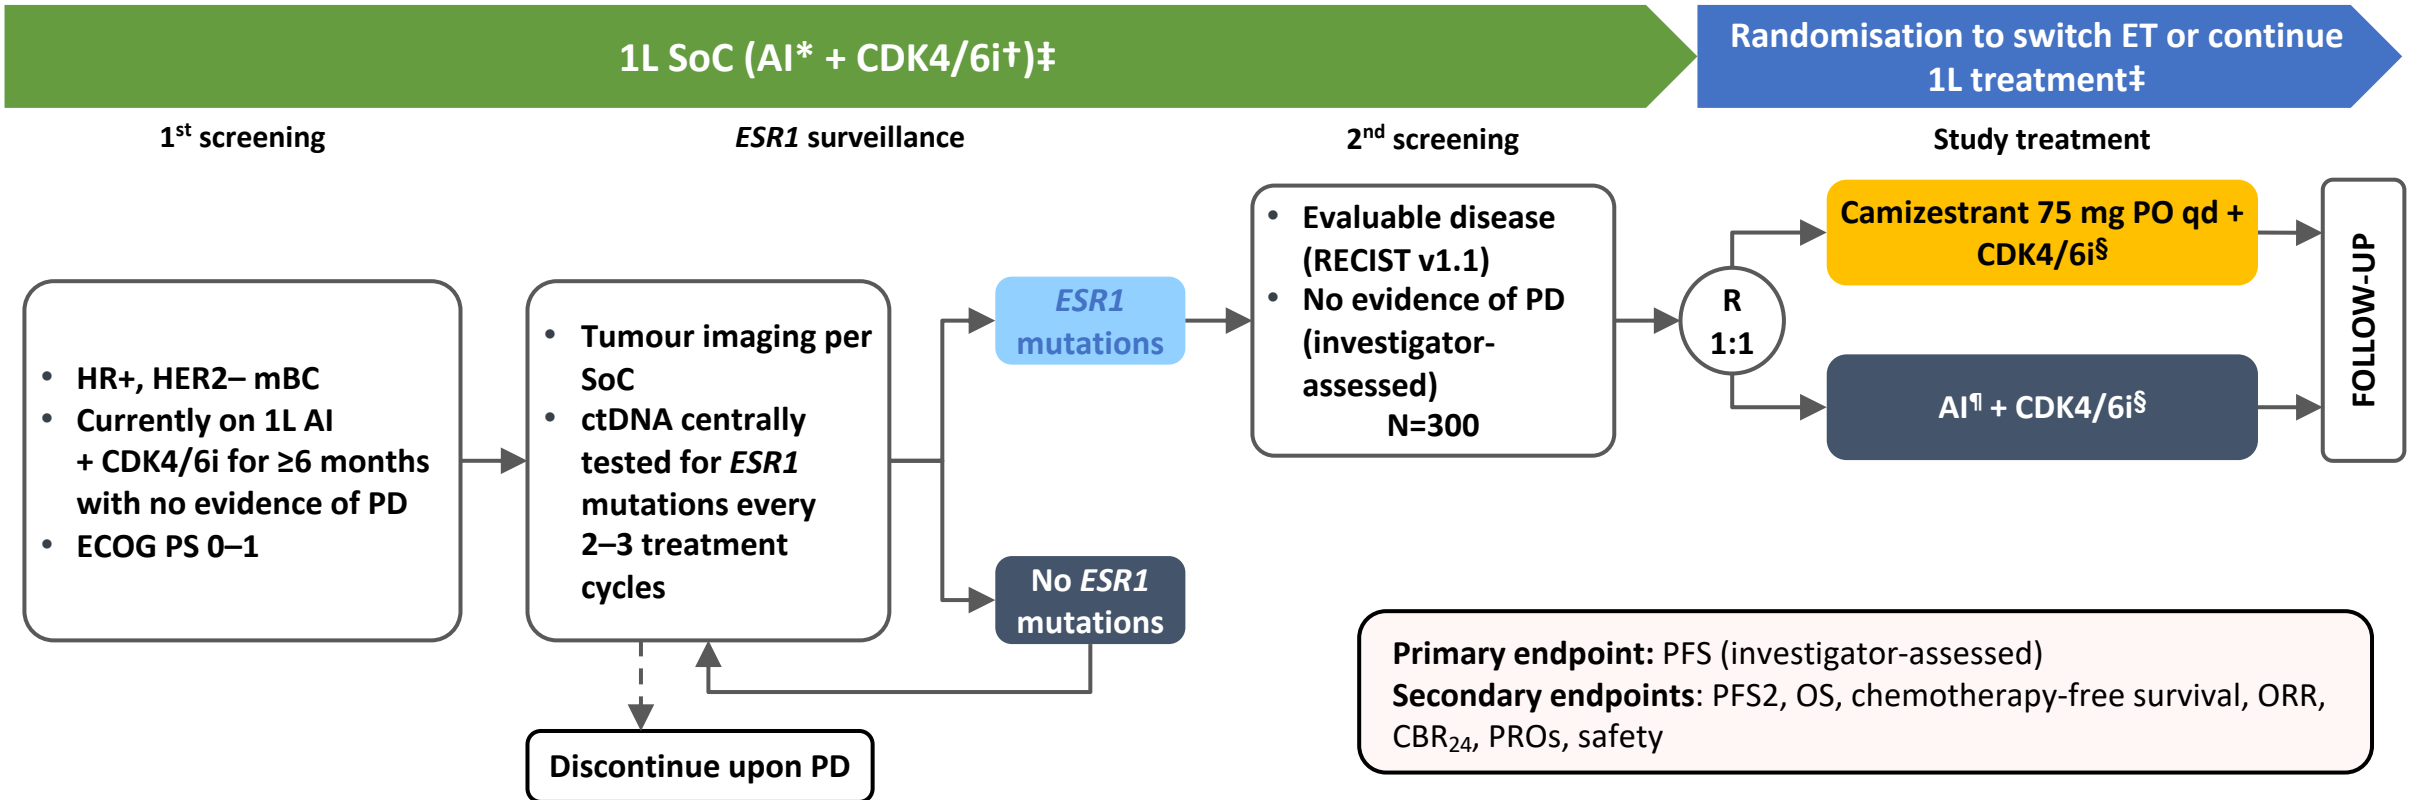 1L SoC (AI* + CDK4/6i†)‡
Randomisation to switch ET or continue
1L treatment‡
1st screening
ESR1 surveillance
2nd screening
Study treatment
• HR+, HER2– mBC
• Currently on 1L AI
+ CDK4/6i for ≥6 months
with no evidence of PD
• ECOG PS 0–1
• Tumour imaging per
SoC
• ctDNA centrally
tested for ESR1
mutations every
2–3 treatment
cycles
Discontinue upon PD
ESR1
mutations
No ESR1
mutations
• Evaluable disease
(RECIST v1.1)
• No evidence of PD
(investigator-
assessed)
N=300
R
1:1
Camizestrant 75 mg PO qd +
CDK4/6i§
AI¶ + CDK4/6i§
FOLLOW-UP
Primary endpoint: PFS (investigator-assessed)
Secondary endpoints: PFS2, OS, chemotherapy-free survival, ORR,
CBR24, PROs, safety